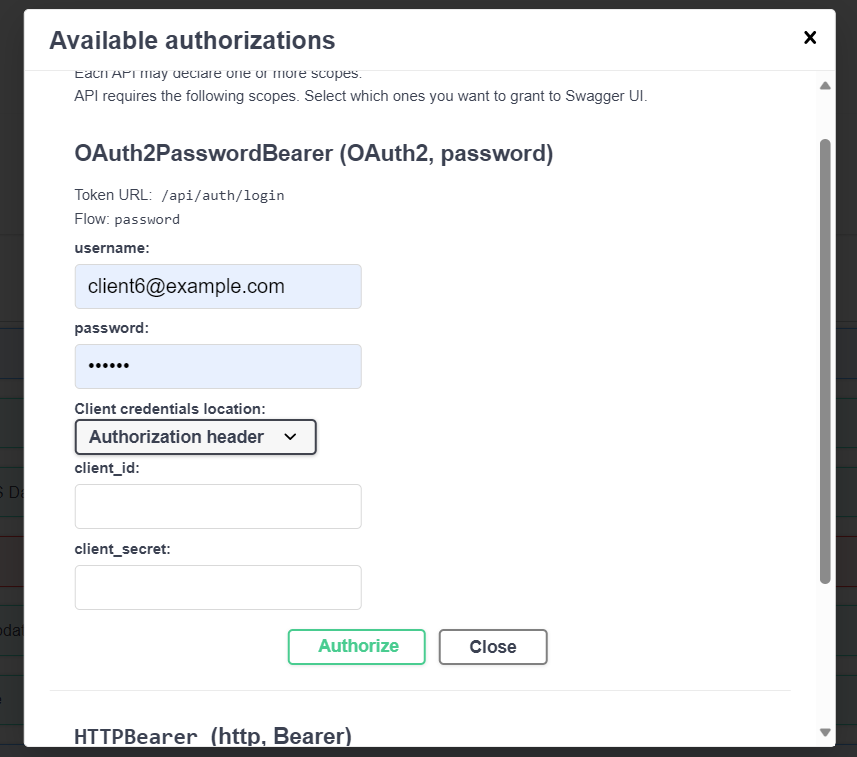 Available authorizations
Each API may declare one or more scopes.
API requires the following scopes. Select which ones you want to grant to Swagger UI.
OAuth2PasswordBearer (OAuth2, password)
Token URL: /api/auth/login
Flow: password
username:
client6@example.com
password:
••••••
Client credentials location:
Authorization header
client_id:
client_secret:
Authorize Close
HTTPBearer (http, Bearer)